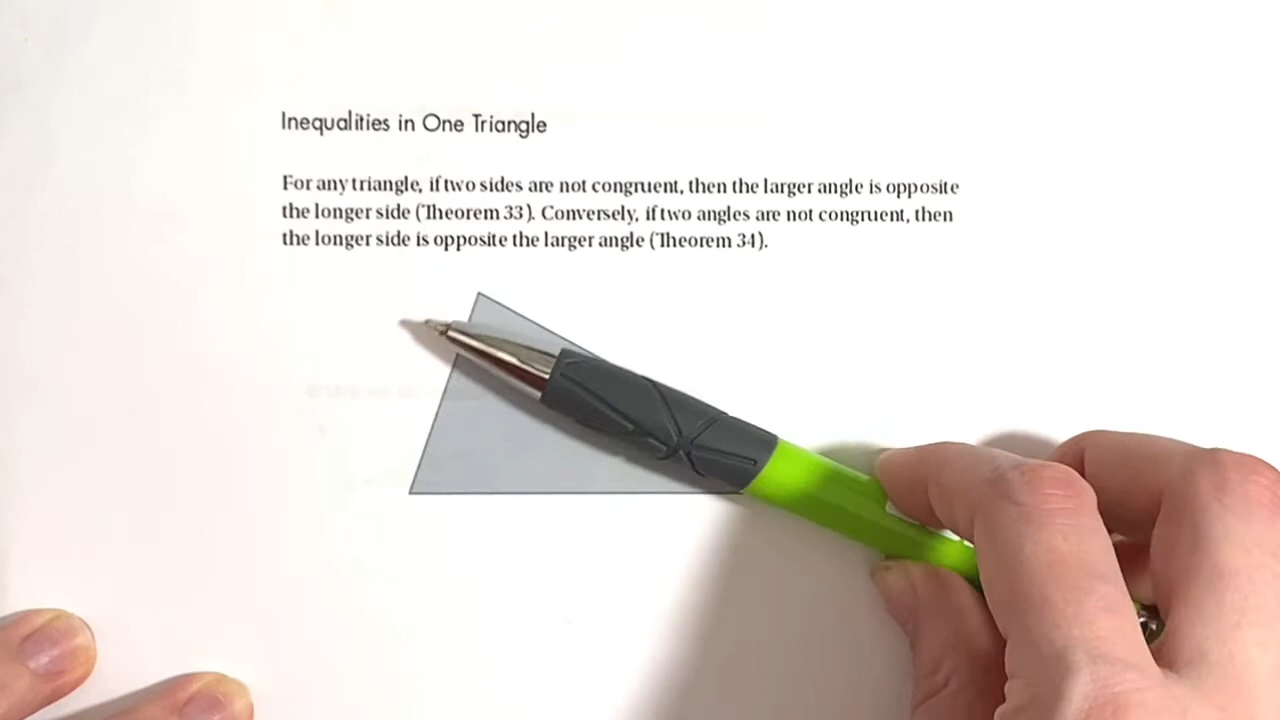 Inequalities in One Triangle
For any triangle, if two sides are not congruent, then the larger angle is opposite
the longer side (Theorem 33). Conversely, if two angles are not congruent, then
the longer side is opposite the larger angle (Theorem 34).